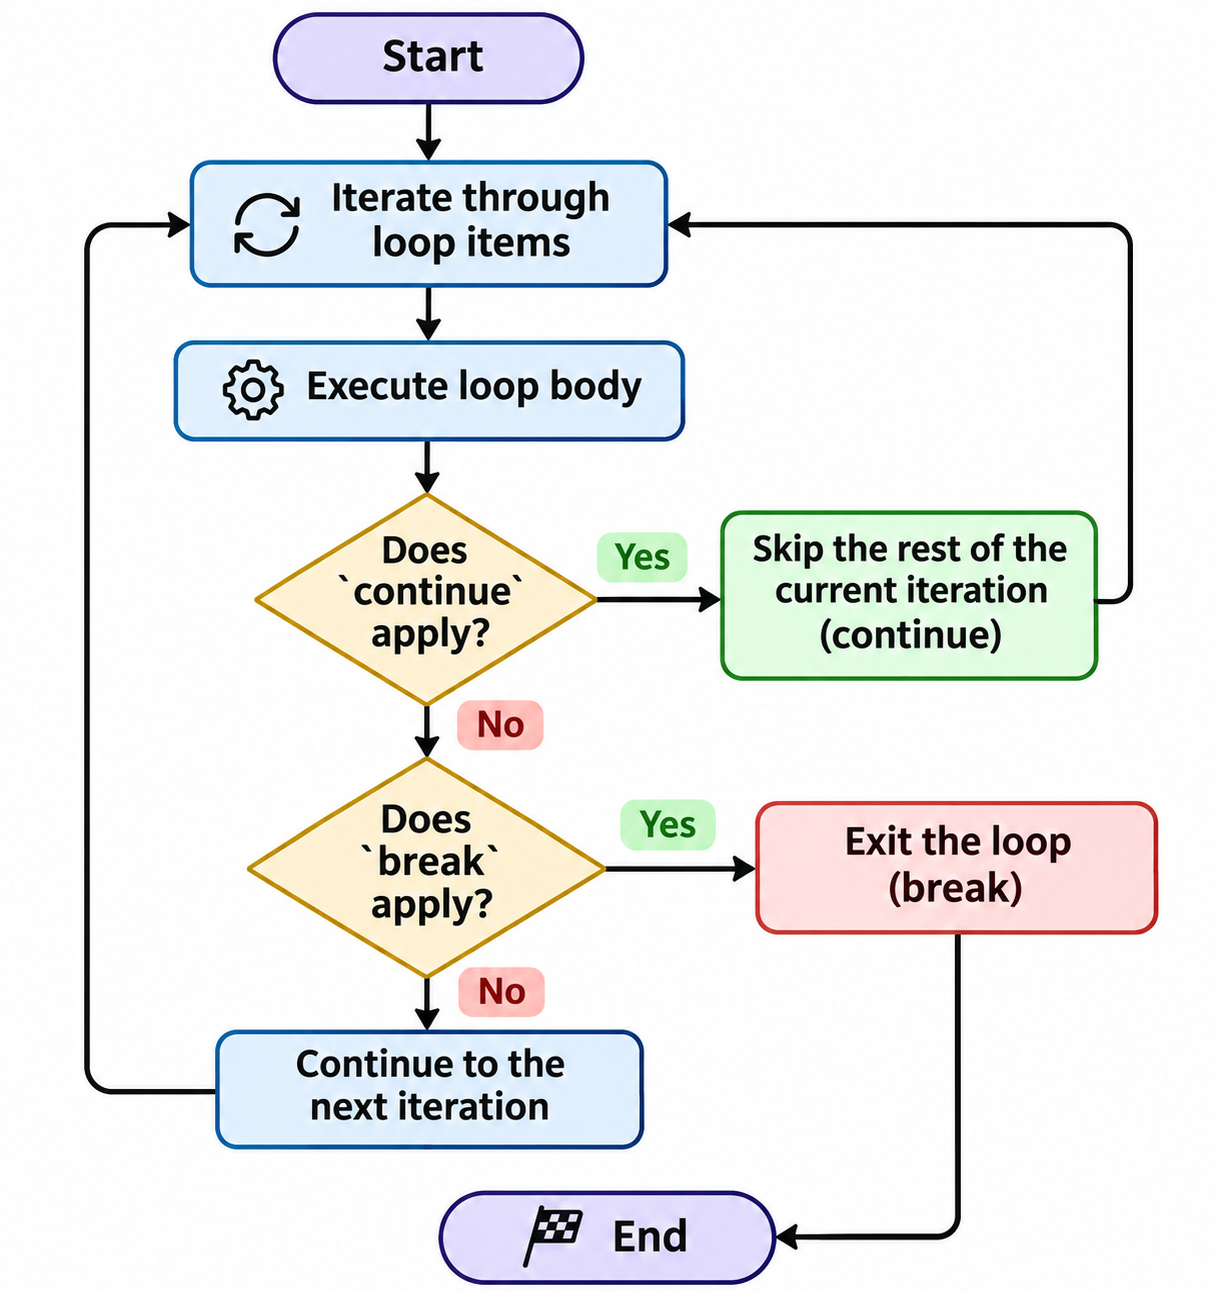 Start
Iterate through
loop items
Execute loop body
Does
`continue`
apply?
Yes
Skip the rest of the
current iteration
(continue)
No
Does
`break`
apply?
Yes
Exit the loop
(break)
No
Continue to the
next iteration
End